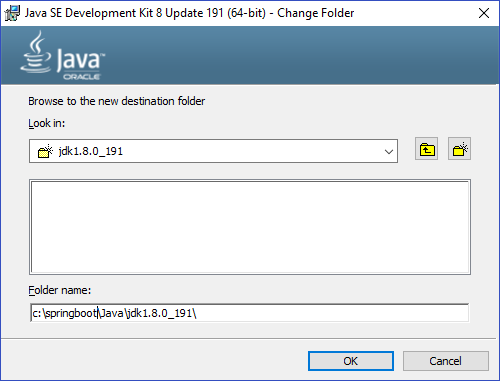 Java SE Development Kit 8 Update 191 (64-bit) - Change Folder
Java™
ORACLE
Browse to the new destination folder
Look in:
jdk1.8.0_191
Folder name:
c:\springboot\Java\jdk1.8.0_191\
OK
Cancel